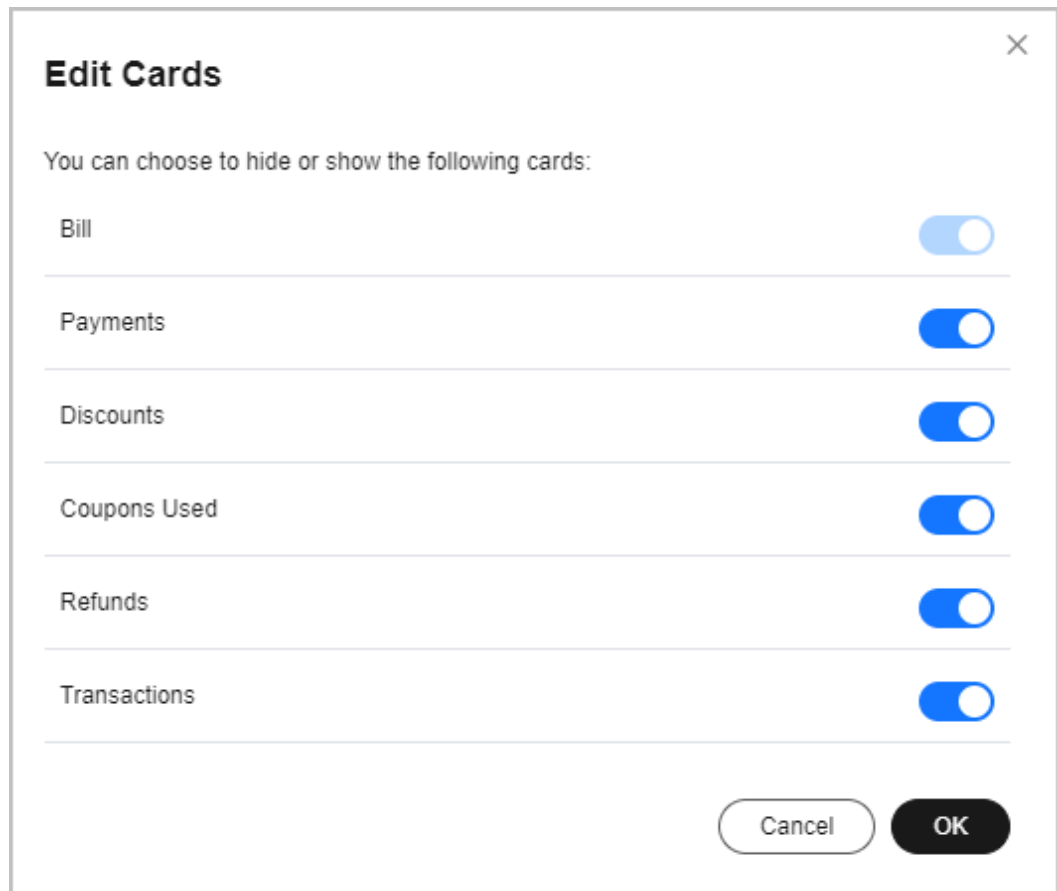 Edit Cards
You can choose to hide or show the following cards:
Bill
Payments
Discounts
Coupons Used
Refunds
Transactions
Cancel OK